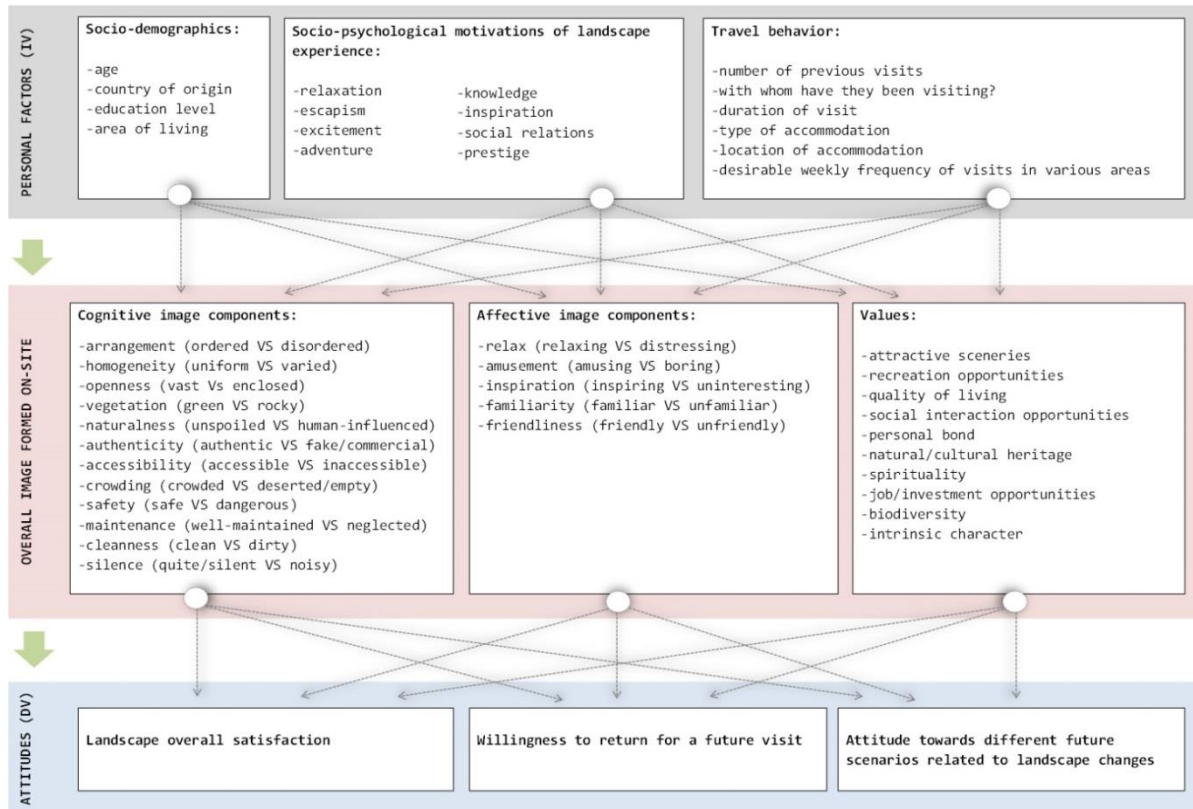 PERSONAL FACTORS (IV)
Socio-demographics:
-age
-country of origin
-education level
-area of living
Socio-psychological motivations of landscape
experience:
-relaxation
-escapism
-excitement
-adventure
-knowledge
-inspiration
-social relations
-prestige
Travel behavior:
-number of previous visits
-with whom have they been visiting?
-duration of visit
-type of accommodation
-location of accommodation
-desirable weekly frequency of visits in various areas
OVERALL IMAGE FORMED ON-SITE
Cognitive image components:
-arrangement (ordered VS disordered)
-homogeneity (uniform VS varied)
-openness (vast Vs enclosed)
-vegetation (green VS rocky)
-naturalness (unspoiled VS human-influenced)
-authenticity (authentic VS fake/commercial)
-accessibility (accessible VS inaccessible)
-crowding (crowded VS deserted/empty)
-safety (safe VS dangerous)
-maintenance (well-maintained VS neglected)
-cleanness (clean VS dirty)
-silence (quite/silent VS noisy)
Affective image components:
-relax (relaxing VS distressing)
-amusement (amusing VS boring)
-inspiration (inspiring VS uninteresting)
-familiarity (familiar VS unfamiliar)
-friendliness (friendly VS unfriendly)
Values:
-attractive sceneries
-recreation opportunities
-quality of living
-social interaction opportunities
-personal bond
-natural/cultural heritage
-spirituality
-job/investment opportunities
-biodiversity
-intrinsic character
ATTITUDES (DV)
Landscape overall satisfaction
Willingness to return for a future visit
Attitude towards different future
scenarios related to landscape changes